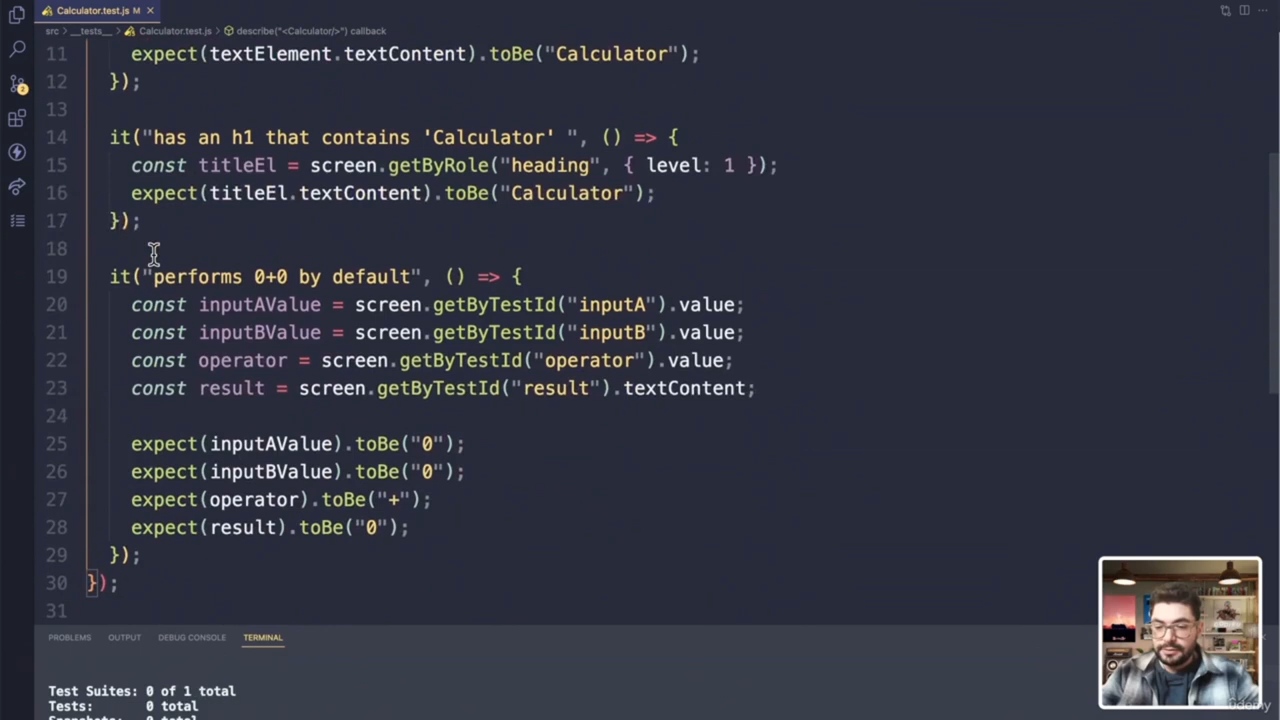 Calculator.test.js M
src > __tests__ > Calculator.test.js > describe("<Calculator/>") callback
11 expect(textElement.textContent).toBe("Calculator");
12 });
13
14 it("has an h1 that contains 'Calculator' ", () => {
15 const titleEl = screen.getByRole("heading", { level: 1 });
16 expect(titleEl.textContent).toBe("Calculator");
17 });
18
19 it("performs 0+0 by default", () => {
20 const inputAValue = screen.getByTestId("inputA").value;
21 const inputBValue = screen.getByTestId("inputB").value;
22 const operator = screen.getByTestId("operator").value;
23 const result = screen.getByTestId("result").textContent;
24
25 expect(inputAValue).toBe("0");
26 expect(inputBValue).toBe("0");
27 expect(operator).toBe("+");
28 expect(result).toBe("0");
29 });
30 });
31
2
PROBLEMS OUTPUT DEBUG CONSOLE TERMINAL
Test Suites: 0 of 1 total
Tests: 0 total
Snapshots: 0 total
udemy